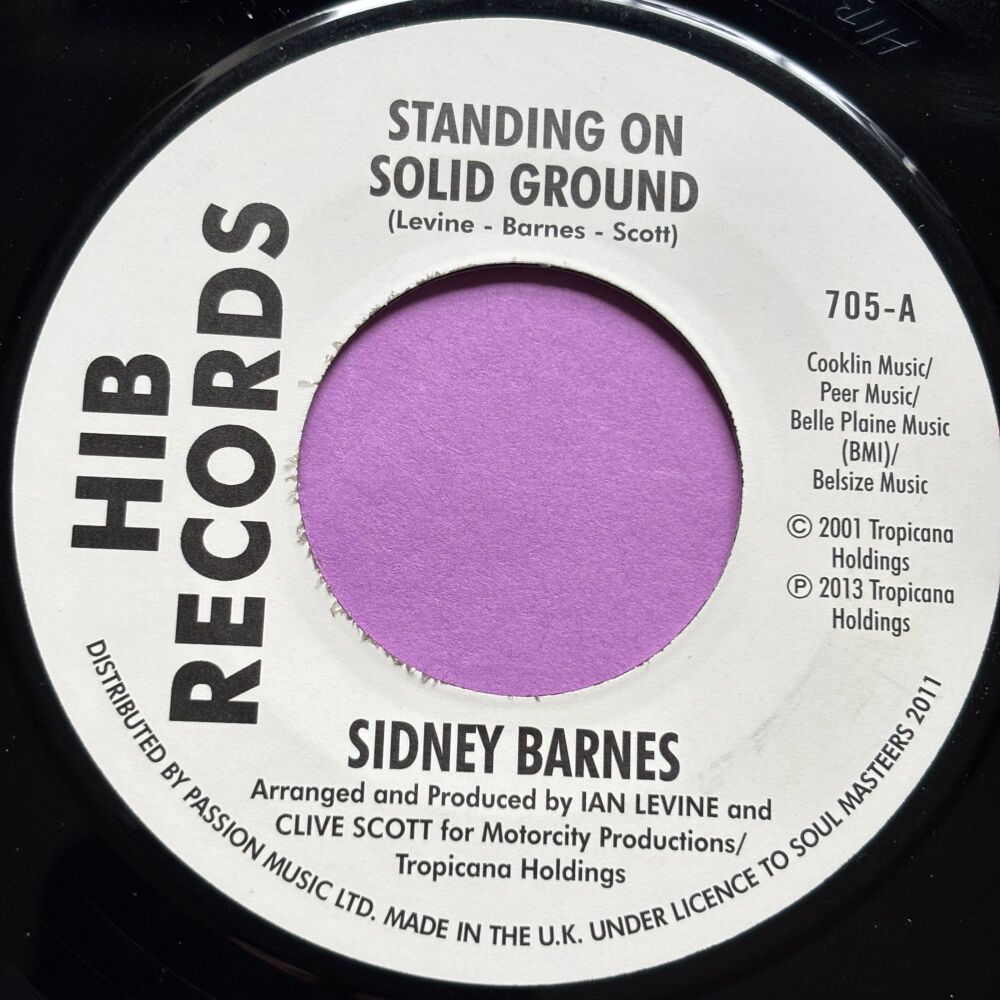 STANDING ON
SOLID GROUND
(Levine - Barnes - Scott)
HIB
RECORDS
705-A
Cooklin Music/
Peer Music/
Belle Plaine Music
(BMI)/
Belsize Music
© 2001 Tropicana
Holdings
℗ 2013 Tropicana
Holdings
SIDNEY BARNES
Arranged and Produced by IAN LEVINE and
CLIVE SCOTT for Motorcity Productions/
Tropicana Holdings
DISTRIBUTED BY PASSION MUSIC LTD. MADE IN THE U.K. UNDER LICENCE TO SOUL MASTEERS 2011